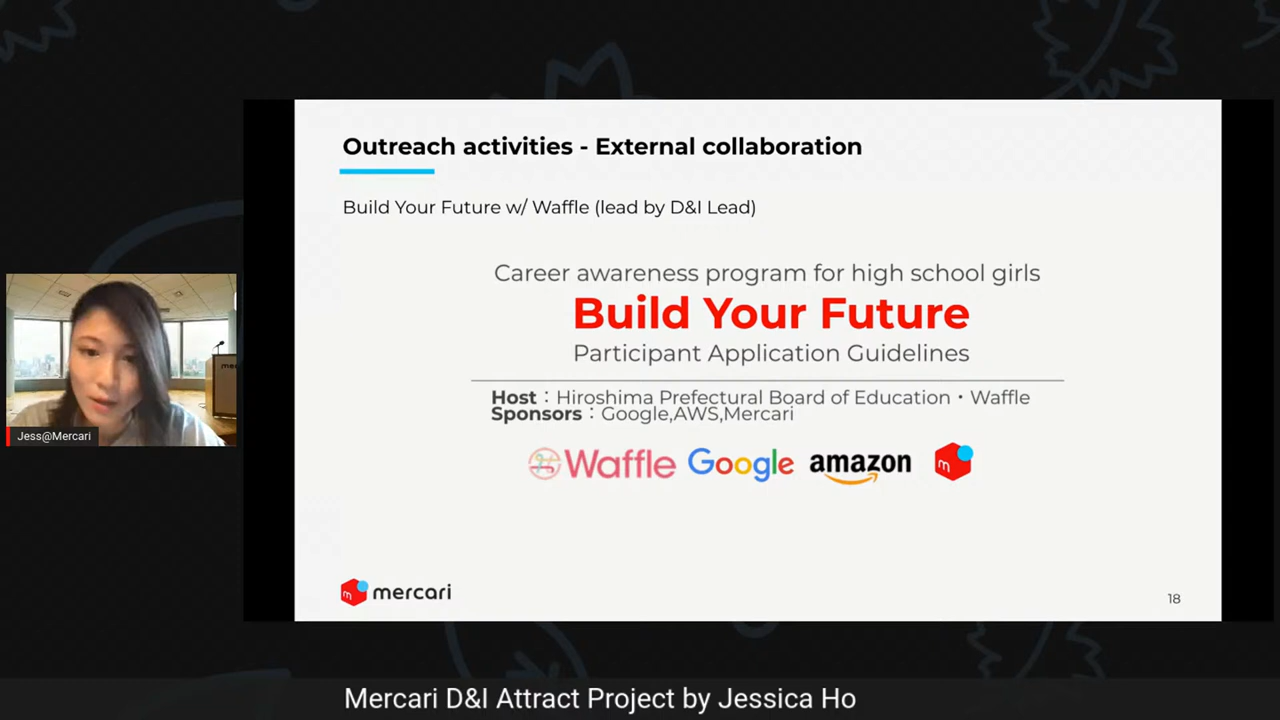 Outreach activities - External collaboration
Build Your Future w/ Waffle (lead by D&I Lead)
Career awareness program for high school girls
Build Your Future
Participant Application Guidelines
Host：Hiroshima Prefectural Board of Education・Waffle
Sponsors：Google,AWS,Mercari
Waffle Google amazon m
m mercari
18
mer
Jess@Mercari
Mercari D&I Attract Project by Jessica Ho